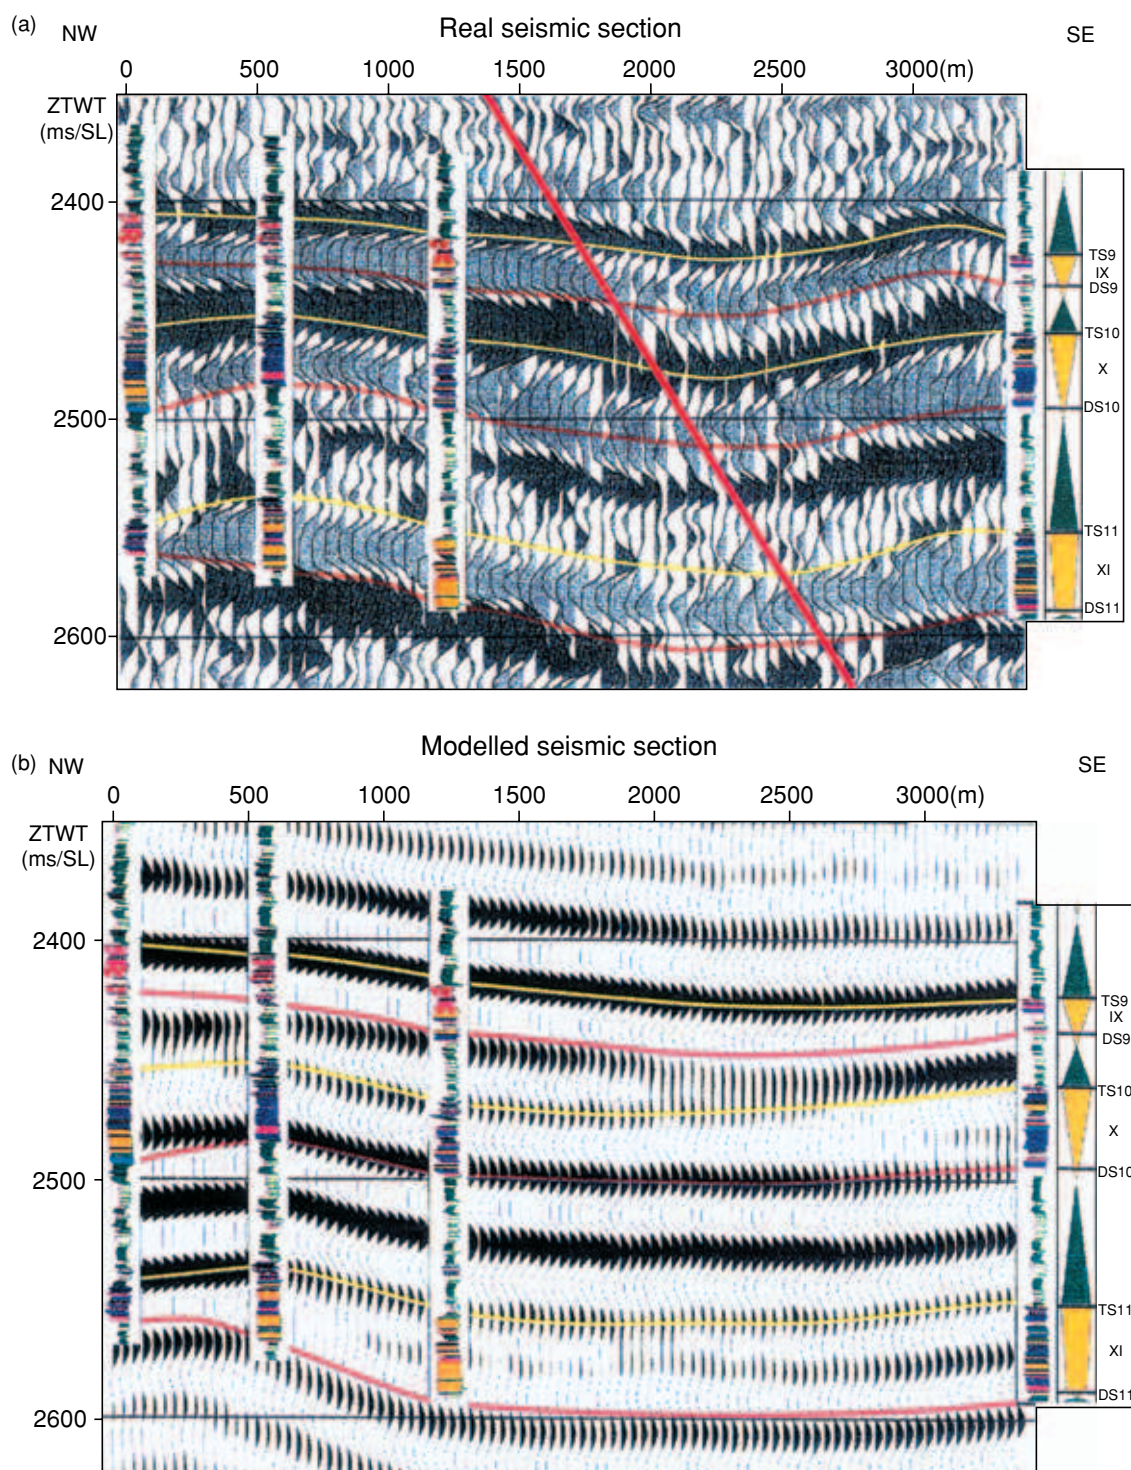 (a) NW Real seismic section SE
0 500 1000 1500 2000 2500 3000(m)
ZTWT
(ms/SL)
2400
TS9
IX
DS9
TS10
X
DS10
2500
TS11
XI
DS11
2600
(b) NW Modelled seismic section SE
0 500 1000 1500 2000 2500 3000(m)
ZTWT
(ms/SL)
2400
TS9
IX
DS9
TS10
X
DS10
2500
TS11
XI
DS11
2600